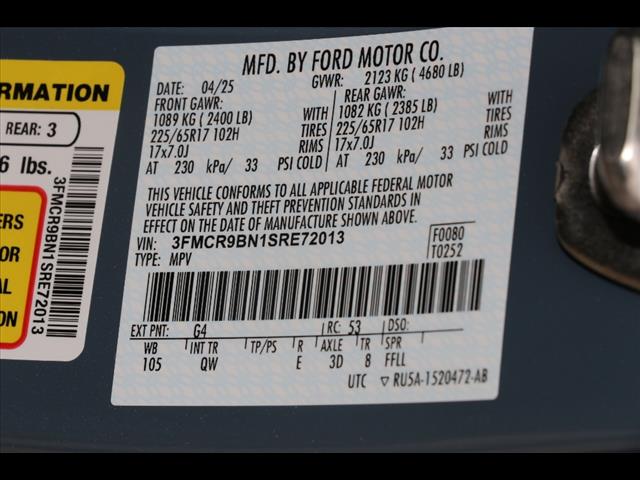 MFD. BY FORD MOTOR CO.
DATE: 04/25 GVWR: 2123 KG (4680 LB)
FRONT GAWR: REAR GAWR:
1089 KG (2400 LB) 1082 KG (2385 LB)
225/65R17 102H TIRES 225/65R17 102H TIRES
17x7.0J RIMS 17x7.0J RIMS
AT 230 kPa/ 33 PSI COLD AT 230 kPa/ 33 PSI COLD
THIS VEHICLE CONFORMS TO ALL APPLICABLE FEDERAL MOTOR
VEHICLE SAFETY AND THEFT PREVENTION STANDARDS IN
EFFECT ON THE DATE OF MANUFACTURE SHOWN ABOVE.
VIN: 3FMCR9BN1SRE72013 F0080
TYPE: MPV T0252
EXT PNT: G4 RC: 53 DSO:
WB INT TR TP/PS R AXLE TR SPR
105 QW E 3D 8 FFLL
UTC ▽ RU5A-1520472-AB
ORMATION
REAR: 3
6 lbs.
3FMCR9BN1SRE72013
ERS
OR
AL
ON